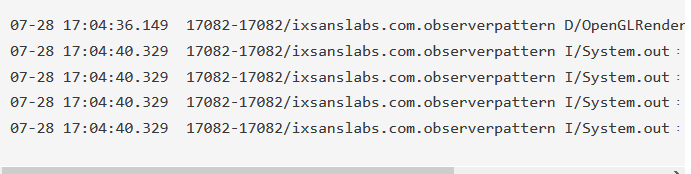 07-28 17:04:36.149  17082-17082/ixsanslabs.com.observerpattern D/OpenGLRender
07-28 17:04:40.329  17082-17082/ixsanslabs.com.observerpattern I/System.out :
07-28 17:04:40.329  17082-17082/ixsanslabs.com.observerpattern I/System.out :
07-28 17:04:40.329  17082-17082/ixsanslabs.com.observerpattern I/System.out :
07-28 17:04:40.329  17082-17082/ixsanslabs.com.observerpattern I/System.out :